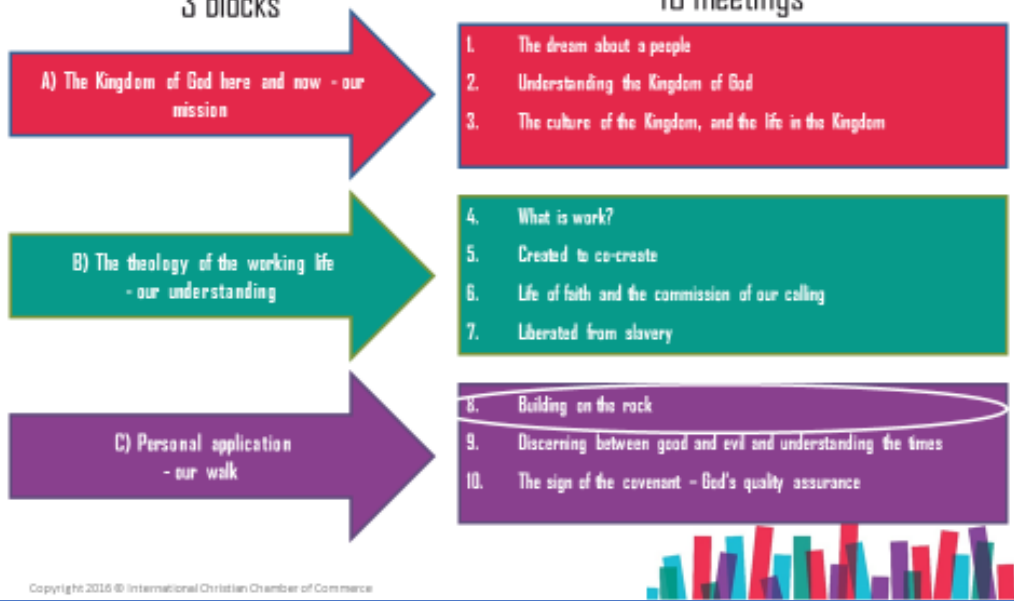 3 blocks
10 meetings
A) The Kingdom of God here and now - our
mission
1. The dream about a people
2. Understanding the Kingdom of God
3. The culture of the Kingdom, and the life in the Kingdom
B) The theology of the working life
- our understanding
4. What is work?
5. Created to co-create
6. Life of faith and the commission of our calling
7. Liberated from slavery
C) Personal application
- our walk
8. Building on the rock
9. Discerning between good and evil and understanding the times
10. The sign of the covenant – God's quality assurance
Copyright 2016 © International Christian Chamber of Commerce